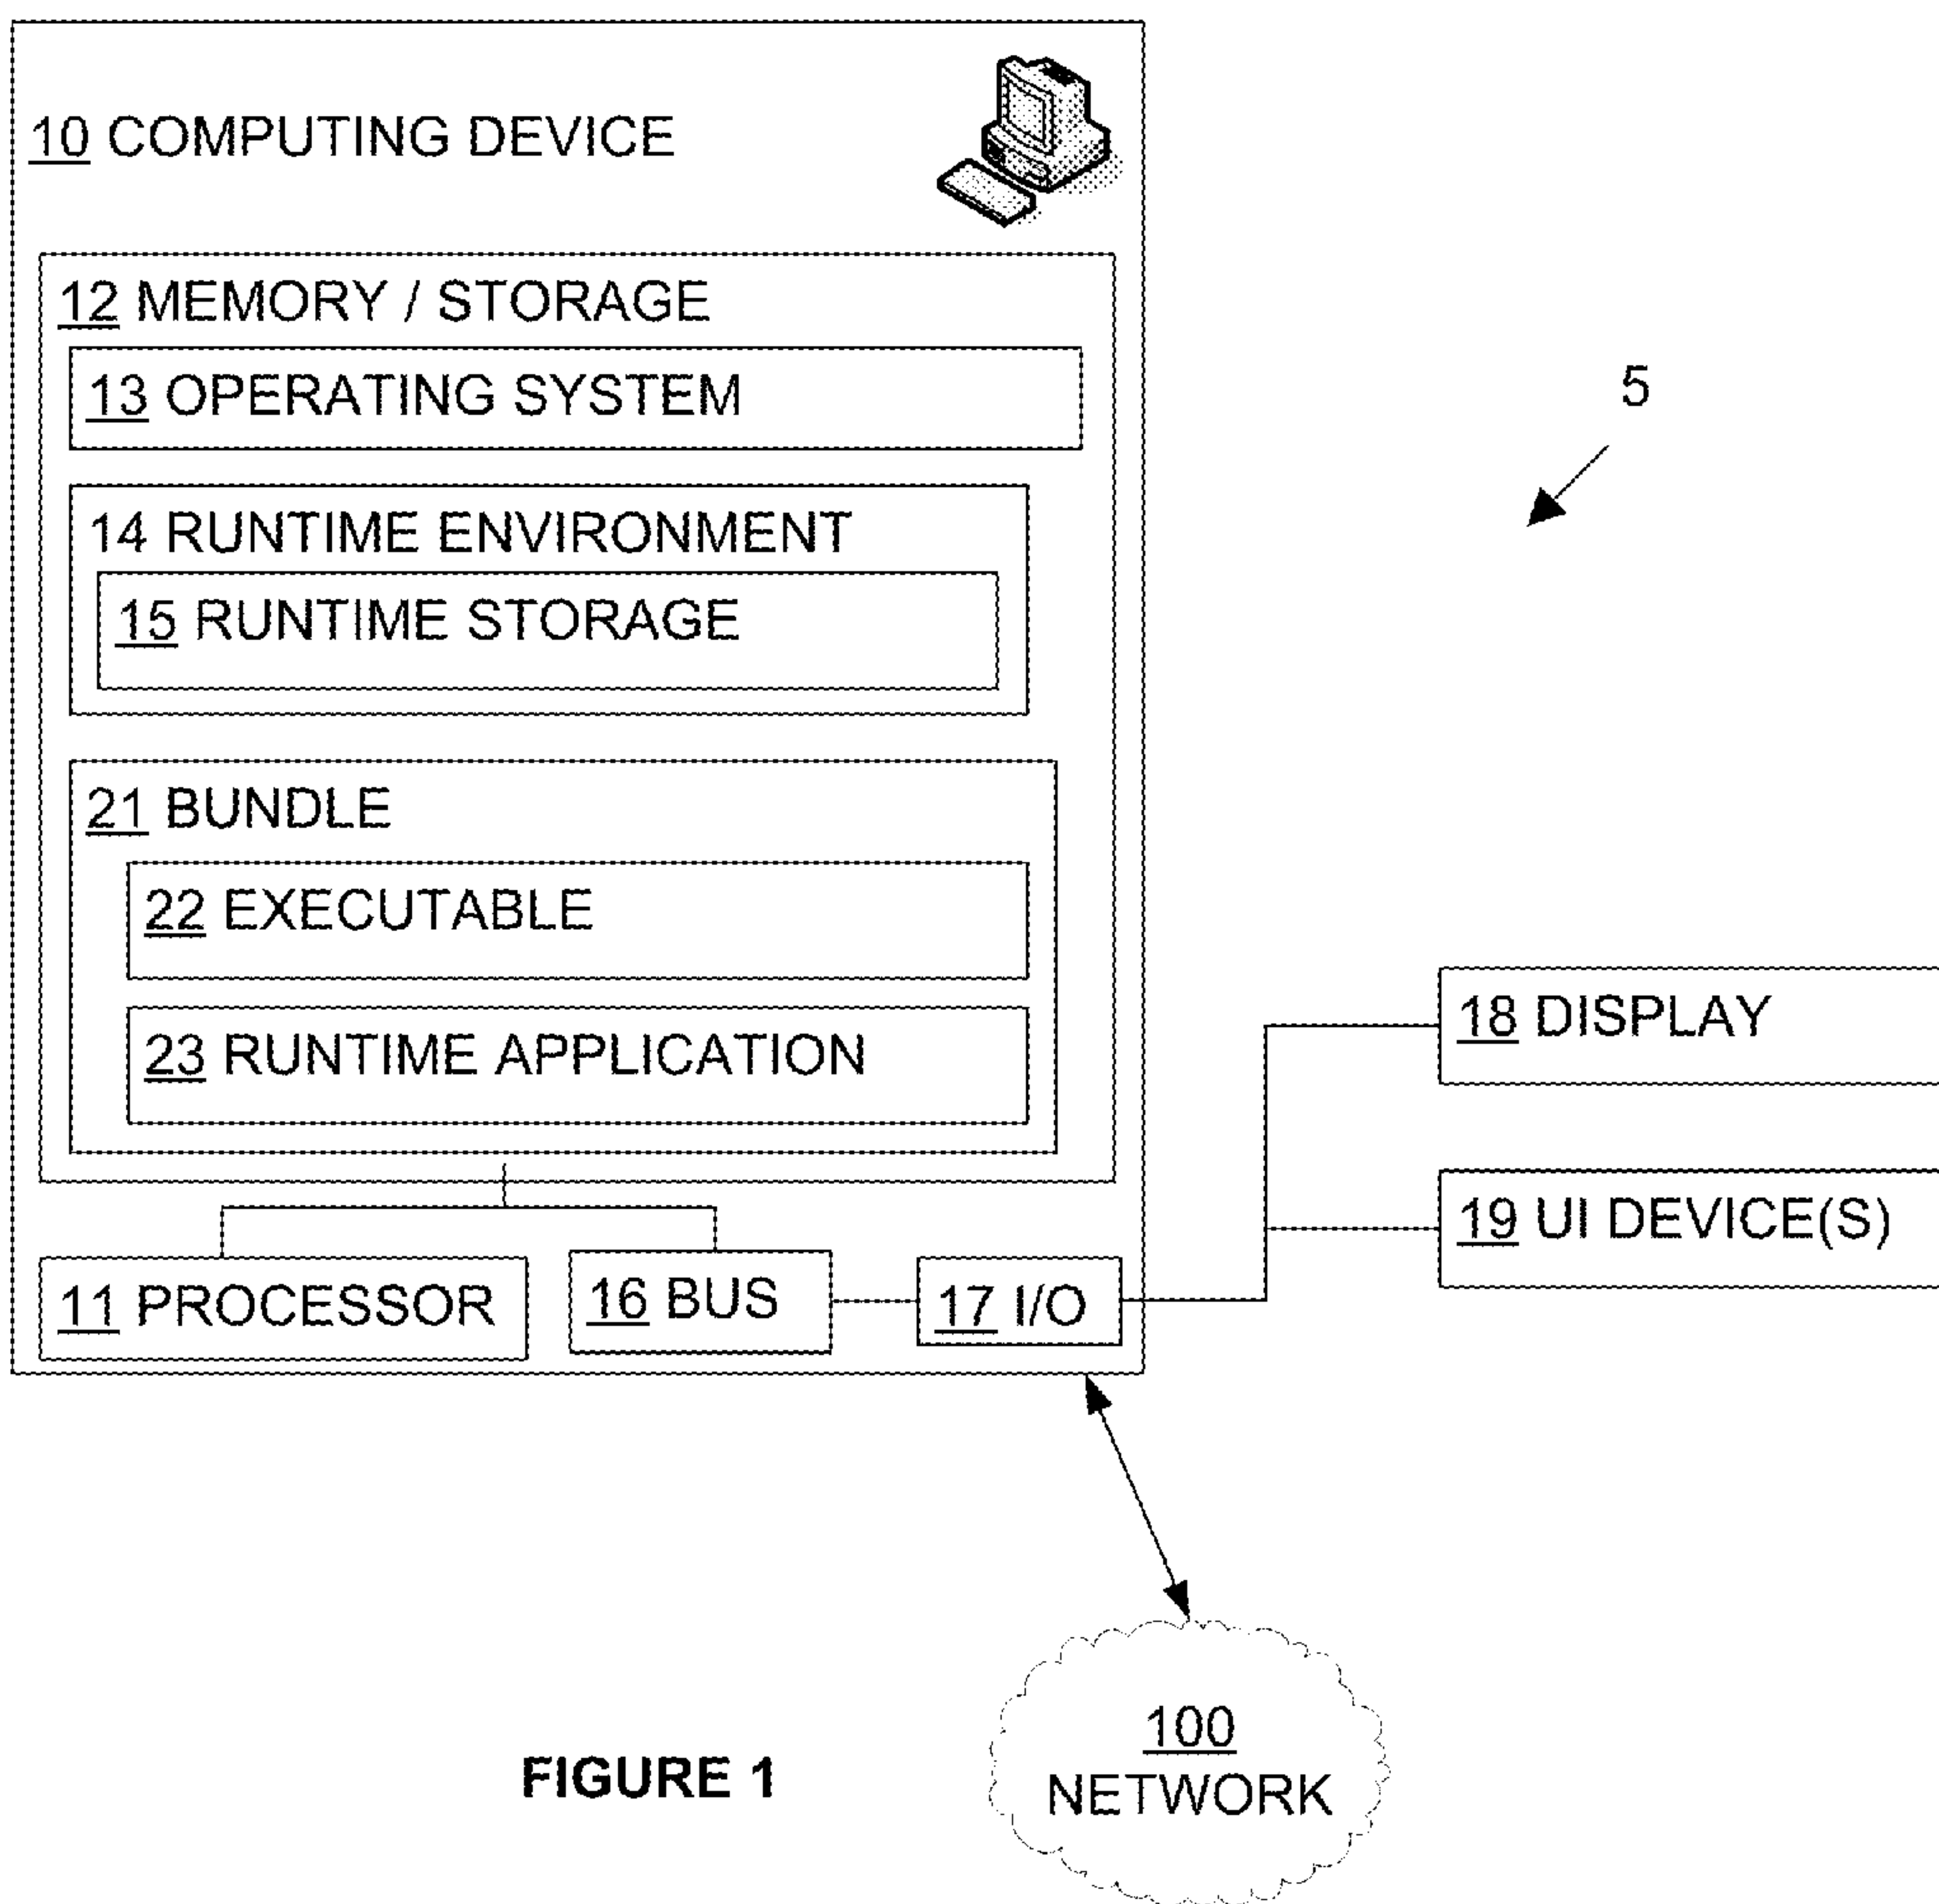 10 COMPUTING DEVICE
12 MEMORY / STORAGE
13 OPERATING SYSTEM
5
14 RUNTIME ENVIRONMENT
15 RUNTIME STORAGE
21 BUNDLE
22 EXECUTABLE
23 RUNTIME APPLICATION
18 DISPLAY
19 UI DEVICE(S)
11 PROCESSOR
16 BUS
17 I/O
100
NETWORK
FIGURE 1